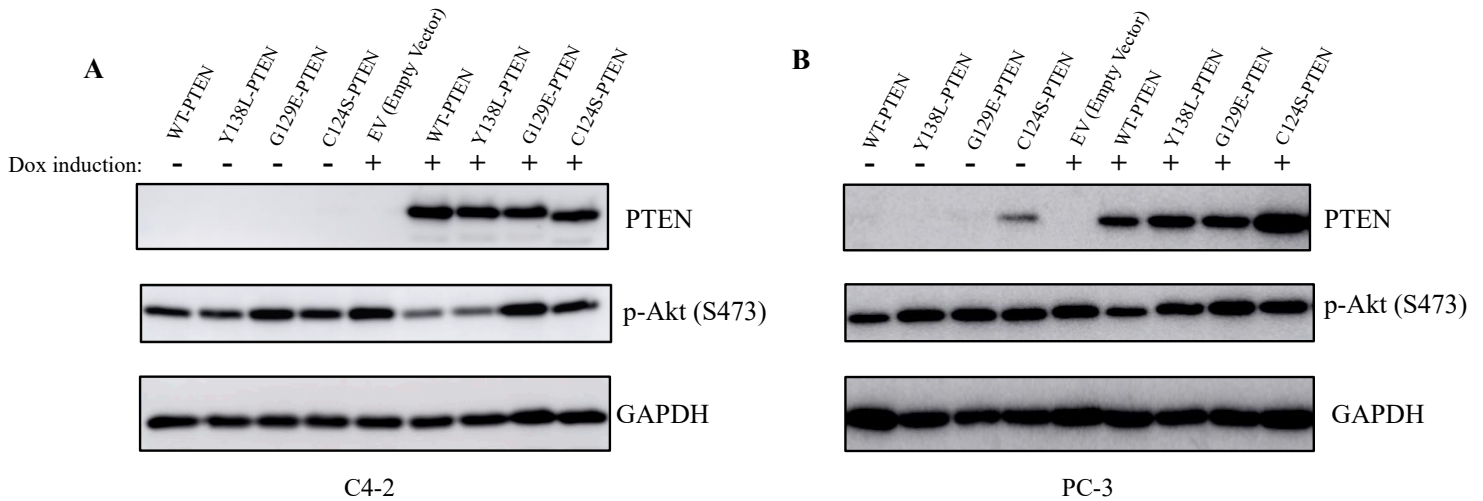 A
WT-PTEN
Y138L-PTEN
G129E-PTEN
C124S-PTEN
EV (Empty Vector)
WT-PTEN
Y138L-PTEN
G129E-PTEN
C124S-PTEN
Dox induction: - - - - + + + + +
PTEN
p-Akt (S473)
GAPDH
C4-2
B
WT-PTEN
Y138L-PTEN
G129E-PTEN
C124S-PTEN
EV (Empty Vector)
WT-PTEN
Y138L-PTEN
G129E-PTEN
C124S-PTEN
- - - - + + + + +
PTEN
p-Akt (S473)
GAPDH
PC-3